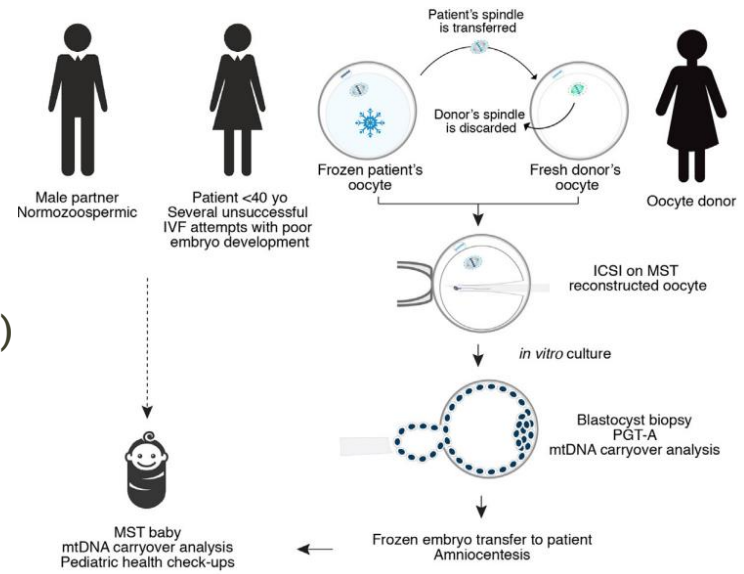 Patient's spindle
is transferred
Donor's spindle
is discarded
Frozen patient's
oocyte
Fresh donor's
oocyte
Male partner
Normozoospermic
Patient <40 yo
Several unsuccessful
IVF attempts with poor
embryo development
Oocyte donor
ICSI on MST
reconstructed oocyte
)
in vitro culture
Blastocyst biopsy
PGT-A
mtDNA carryover analysis
Frozen embryo transfer to patient
Amniocentesis
MST baby
mtDNA carryover analysis
Pediatric health check-ups